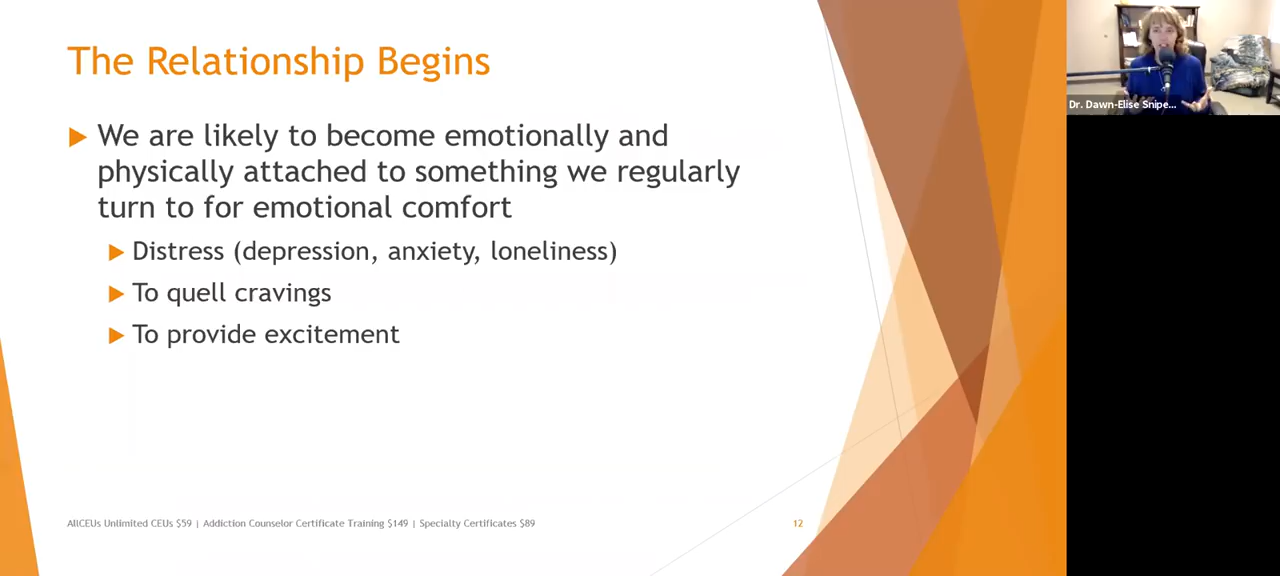 The Relationship Begins
We are likely to become emotionally and
physically attached to something we regularly
turn to for emotional comfort
Distress (depression, anxiety, loneliness)
To quell cravings
To provide excitement
AllCEUs Unlimited CEUs $59 | Addiction Counselor Certificate Training $149 | Specialty Certificates $89
12
Dr. Dawn-Elise Snipe...